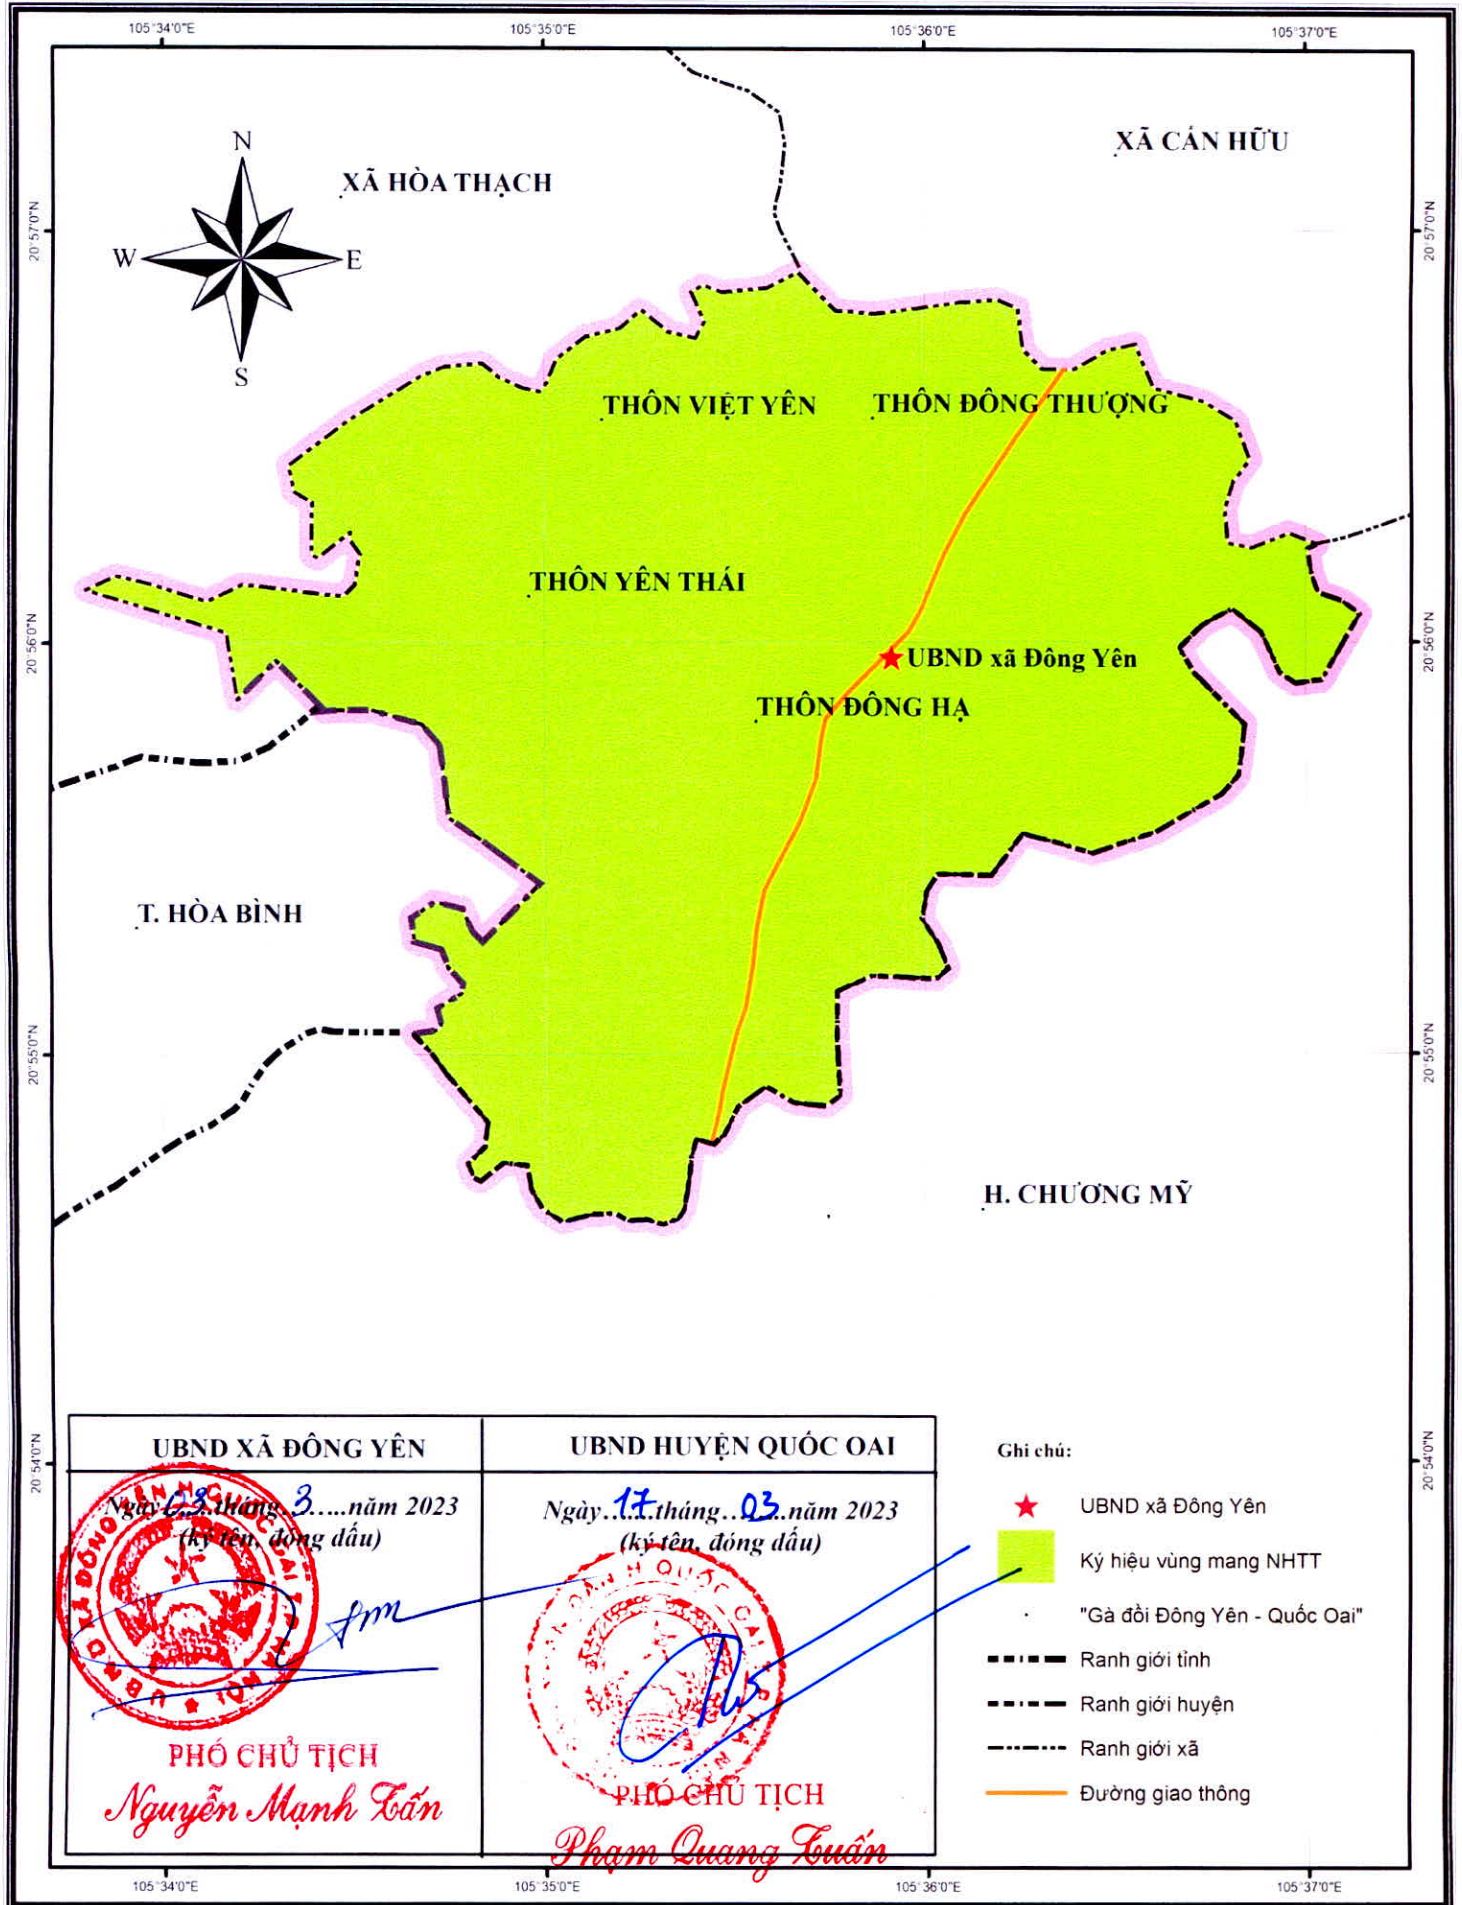 105°34'0"E 105°35'0"E 105°36'0"E 105°37'0"E
N
XÃ CẤN HỮU
XÃ HÒA THẠCH
20°57'0"N
20°57'0"N
W
E
S
THÔN VIỆT YÊN
THÔN ĐÔNG THƯỢNG
THÔN YÊN THÁI
20°56'0"N
20°56'0"N
UBND xã Đông Yên
THÔN ĐÔNG HẠ
T. HÒA BÌNH
20°55'0"N
20°55'0"N
H. CHƯƠNG MỸ
20°54'0"N
20°54'0"N
UBND XÃ ĐÔNG YÊN
Ngày 03 tháng 3 năm 2023
(ký tên, đóng dấu)
PHÓ CHỦ TỊCH
Nguyễn Mạnh Tấn
UBND HUYỆN QUỐC OAI
Ngày 17 tháng 03 năm 2023
(ký tên, đóng dấu)
PHÓ CHỦ TỊCH
Phạm Quang Tuấn
Ghi chú:
UBND xã Đông Yên
Ký hiệu vùng mang NHTT
"Gà đồi Đông Yên - Quốc Oai"
Ranh giới tỉnh
Ranh giới huyện
Ranh giới xã
Đường giao thông
105°34'0"E 105°35'0"E 105°36'0"E 105°37'0"E